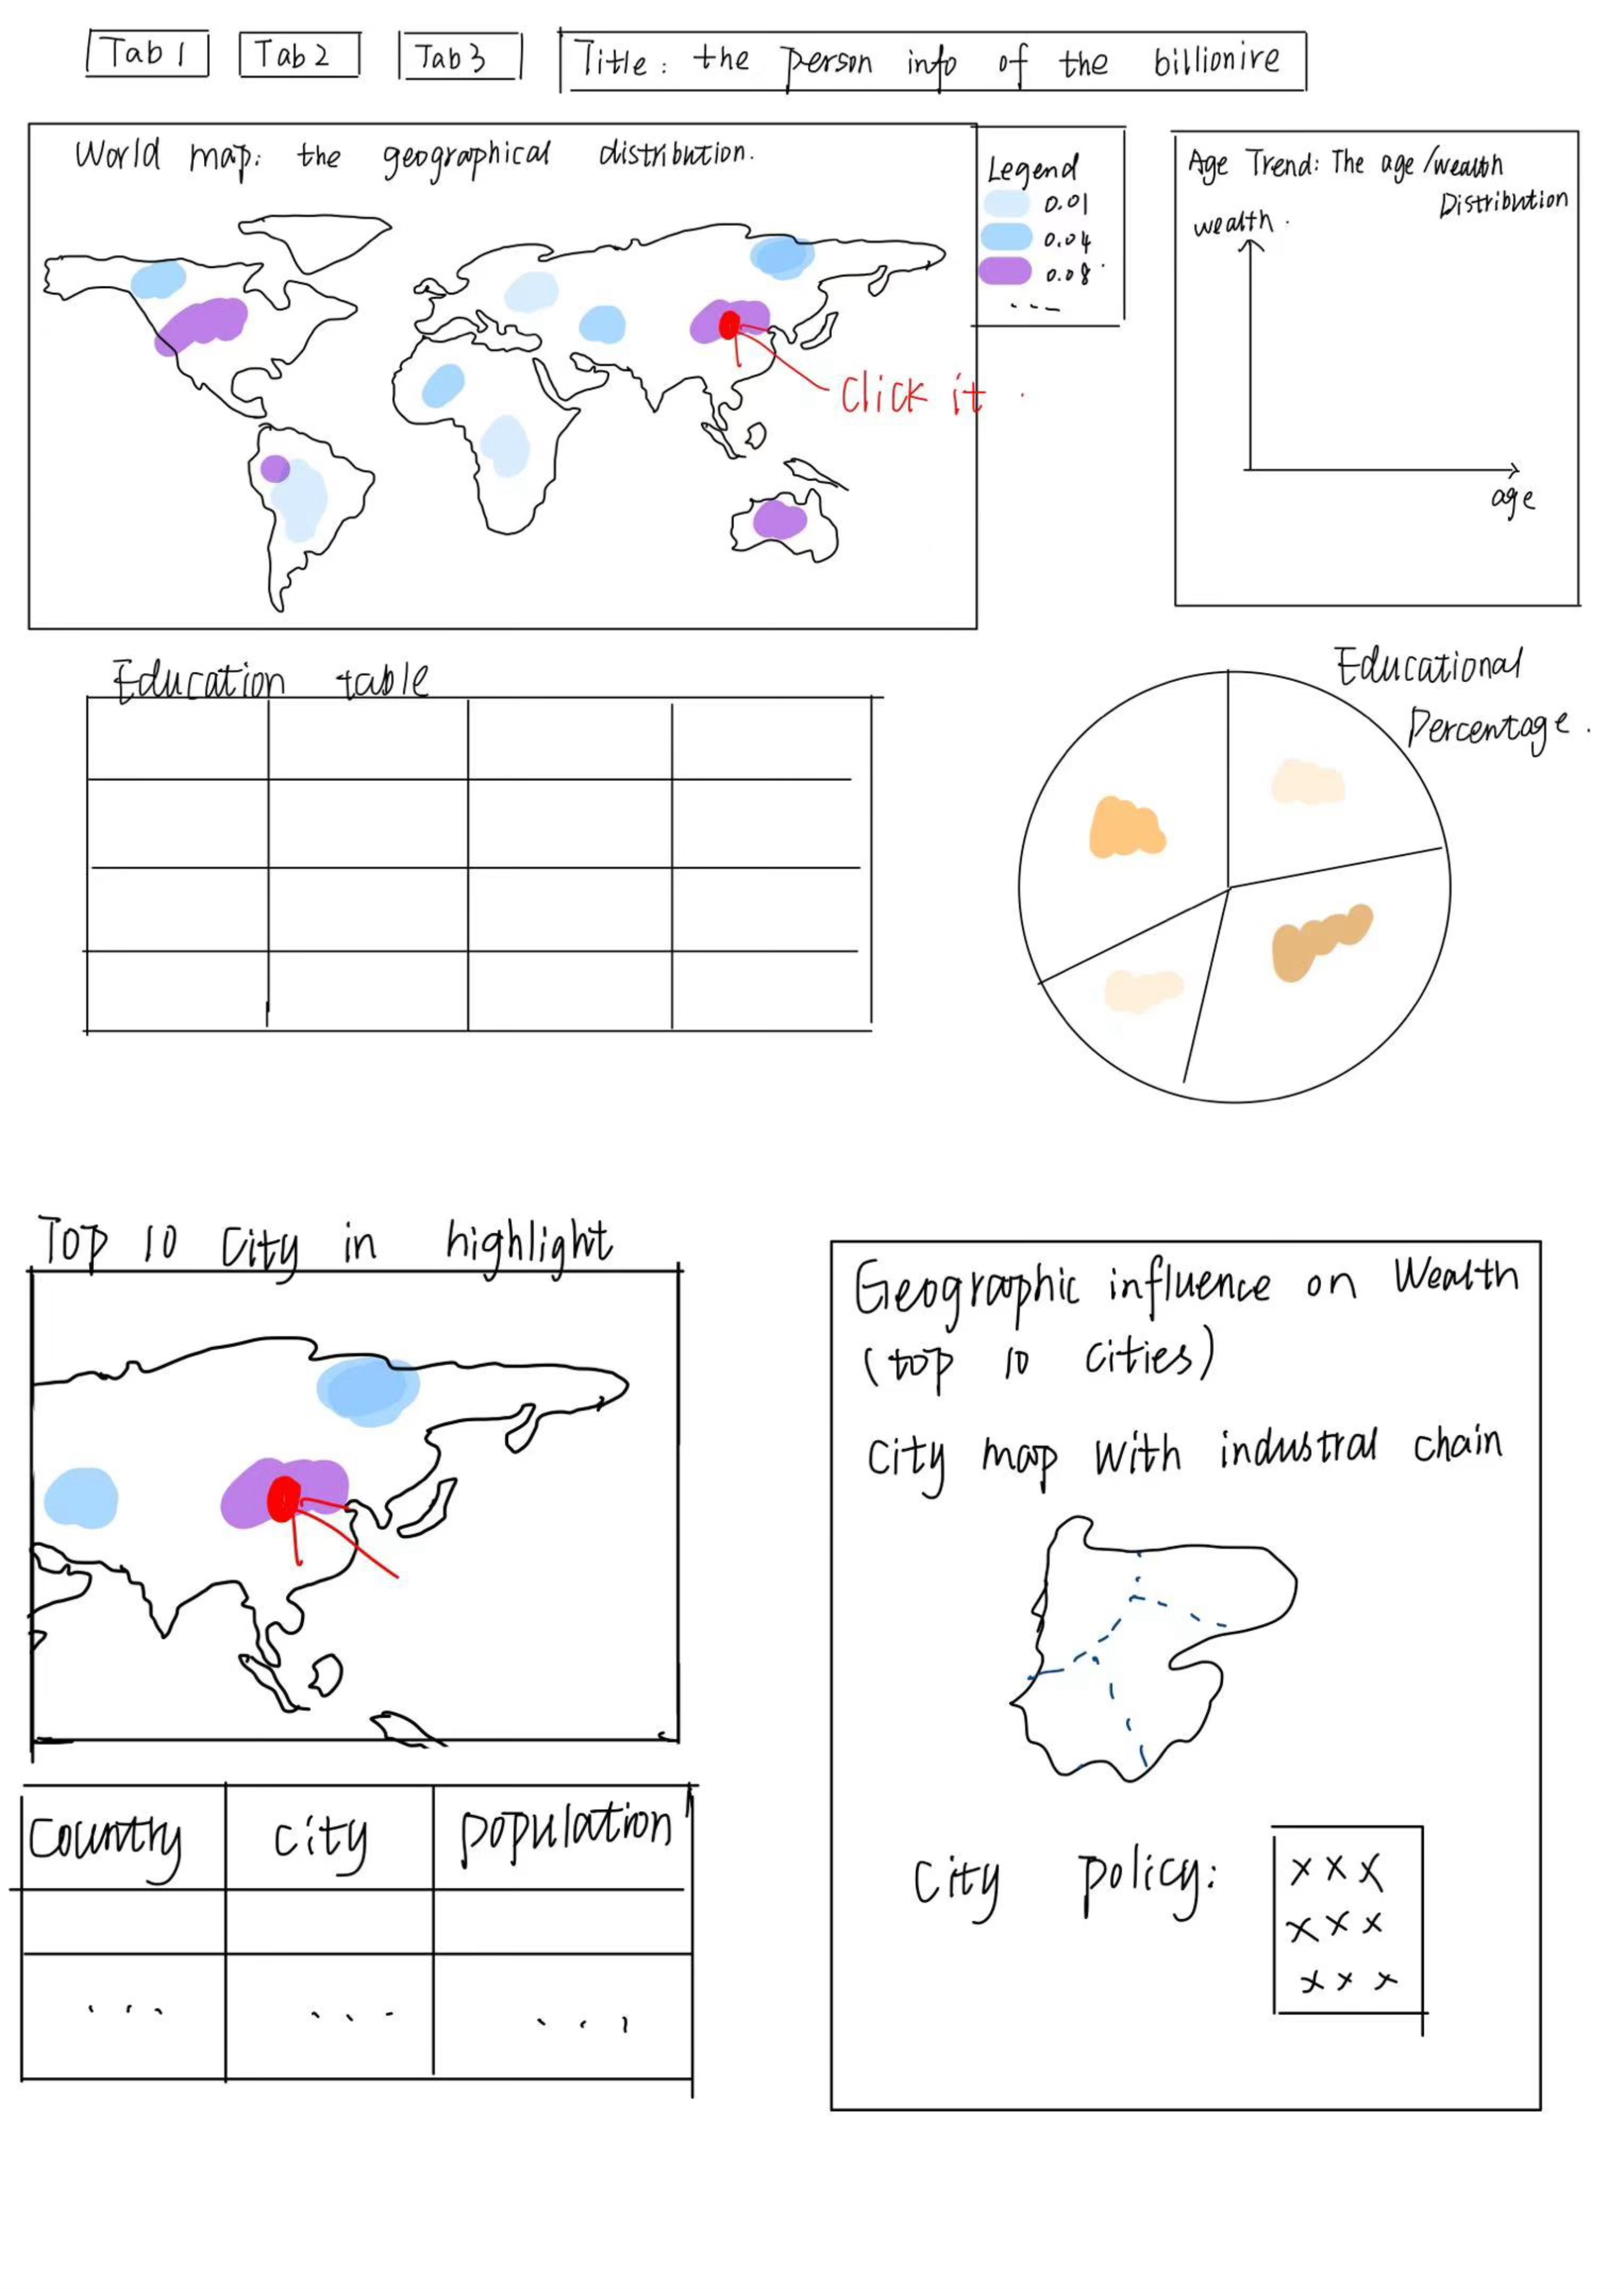 Tab 1 Tab 2 Tab 3 Title: the person info of the billionire
World map: the geographical distribution.
Legend
0.01
0.04
0.08
Click it
Age Trend: The age/wealth
Distribution
wealth.
age
Education table
Educational
Percentage.
Top 10 City in highlight
Country city population
Geographic influence on Wealth
(top 10 cities)
City map with industral chain
City policy:
x x x
x x x
x x x